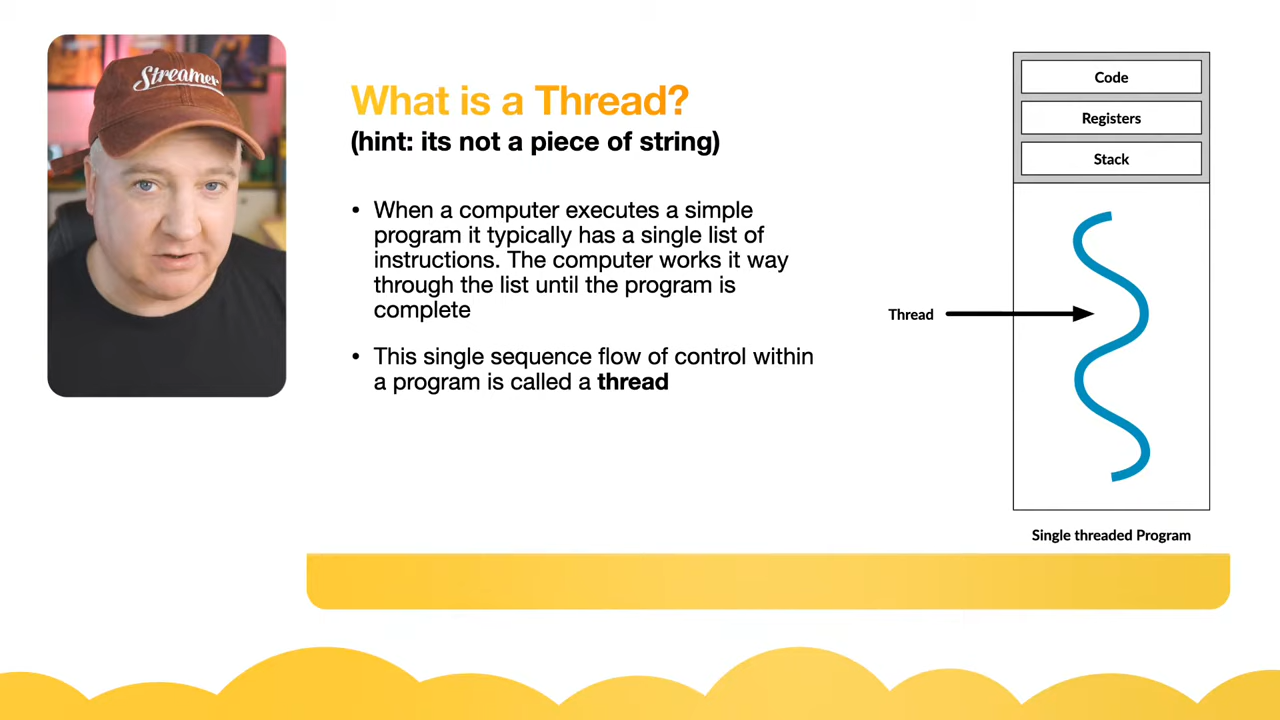 Streamer
What is a Thread?
(hint: its not a piece of string)
• When a computer executes a simple
program it typically has a single list of
instructions. The computer works it way
through the list until the program is
complete
• This single sequence flow of control within
a program is called a thread
Code
Registers
Stack
Thread
Single threaded Program